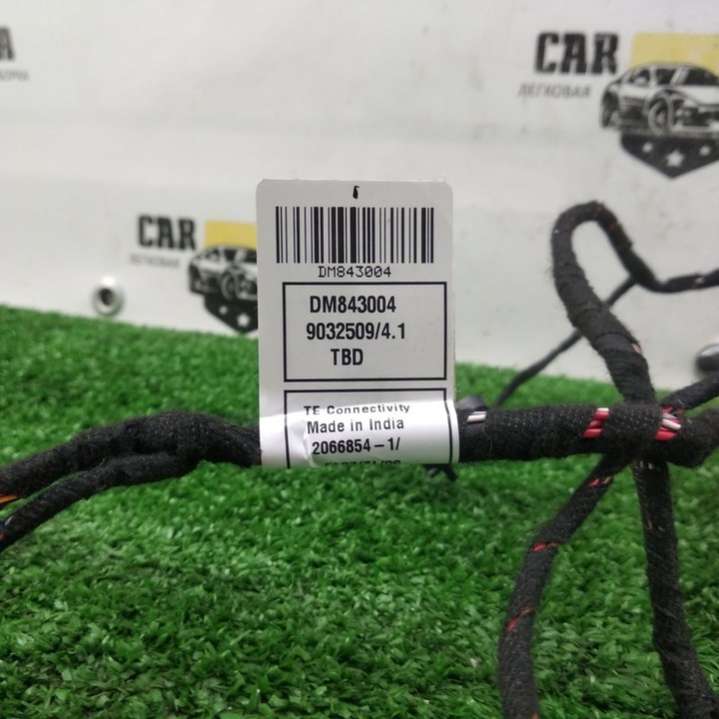 CAR
ЛЕГКОВАЯ
CAR
ЛЕГКОВАЯ
DM843004
DM843004
9032509/4.1
TBD
TE Connectivity
Made in India
2066854-1/